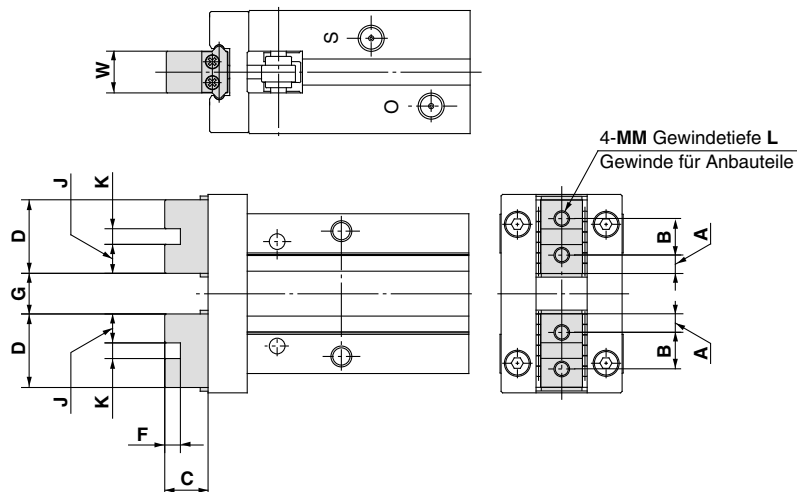 S
W
O
4-MM Gewindetiefe L
Gewinde für Anbauteile
J
K
D
B
A
G
D
B
A
J
K
F
C